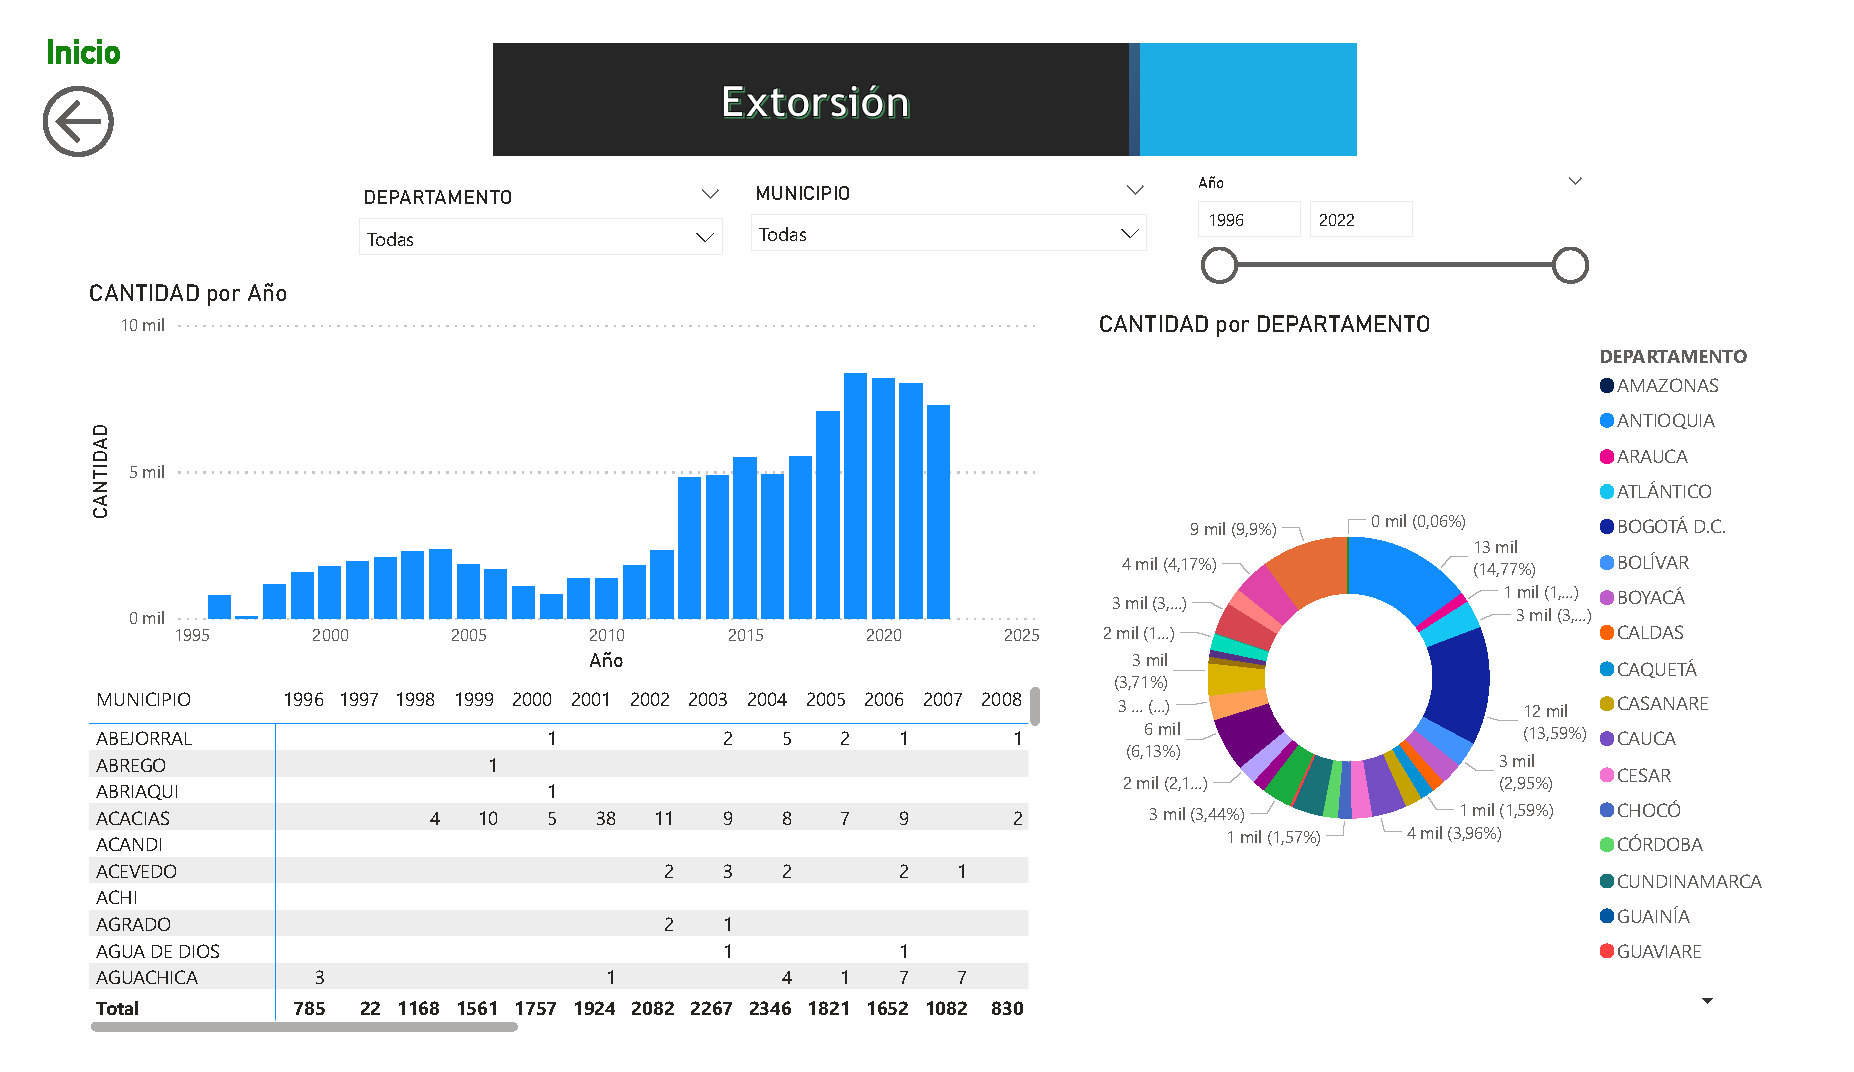 Inicio
Extorsión
DEPARTAMENTO
Todas
MUNICIPIO
Todas
Año
1996 2022
CANTIDAD por Año
10 mil
5 mil
0 mil
CANTIDAD
1995 2000 2005 2010 2015 2020 2025
Año
MUNICIPIO 1996 1997 1998 1999 2000 2001 2002 2003 2004 2005 2006 2007 2008
ABEJORRAL 1 2 5 2 1 1
ABREGO 1
ABRIAQUI 1
ACACIAS 4 10 5 38 11 9 8 7 9 2
ACANDI
ACEVEDO 2 3 2 2 1
ACHI
AGRADO 2 1
AGUA DE DIOS 1 1
AGUACHICA 3 1 4 1 7 7
Total 785 22 1168 1561 1757 1924 2082 2267 2346 1821 1652 1082 830
CANTIDAD por DEPARTAMENTO
0 mil (0,06%)
13 mil
(14,77%)
1 mil (1,...)
3 mil (3,...)
12 mil
(13,59%)
3 mil
(2,95%)
1 mil (1,59%)
4 mil (3,96%)
1 mil (1,57%)
3 mil (3,44%)
2 mil (2,1...)
6 mil
(6,13%)
3 ... (...)
3 mil
(3,71%)
2 mil (1...)
3 mil (3,...)
4 mil (4,17%)
9 mil (9,9%)
DEPARTAMENTO
AMAZONAS
ANTIOQUIA
ARAUCA
ATLÁNTICO
BOGOTÁ D.C.
BOLÍVAR
BOYACÁ
CALDAS
CAQUETÁ
CASANARE
CAUCA
CESAR
CHOCÓ
CÓRDOBA
CUNDINAMARCA
GUAINÍA
GUAVIARE